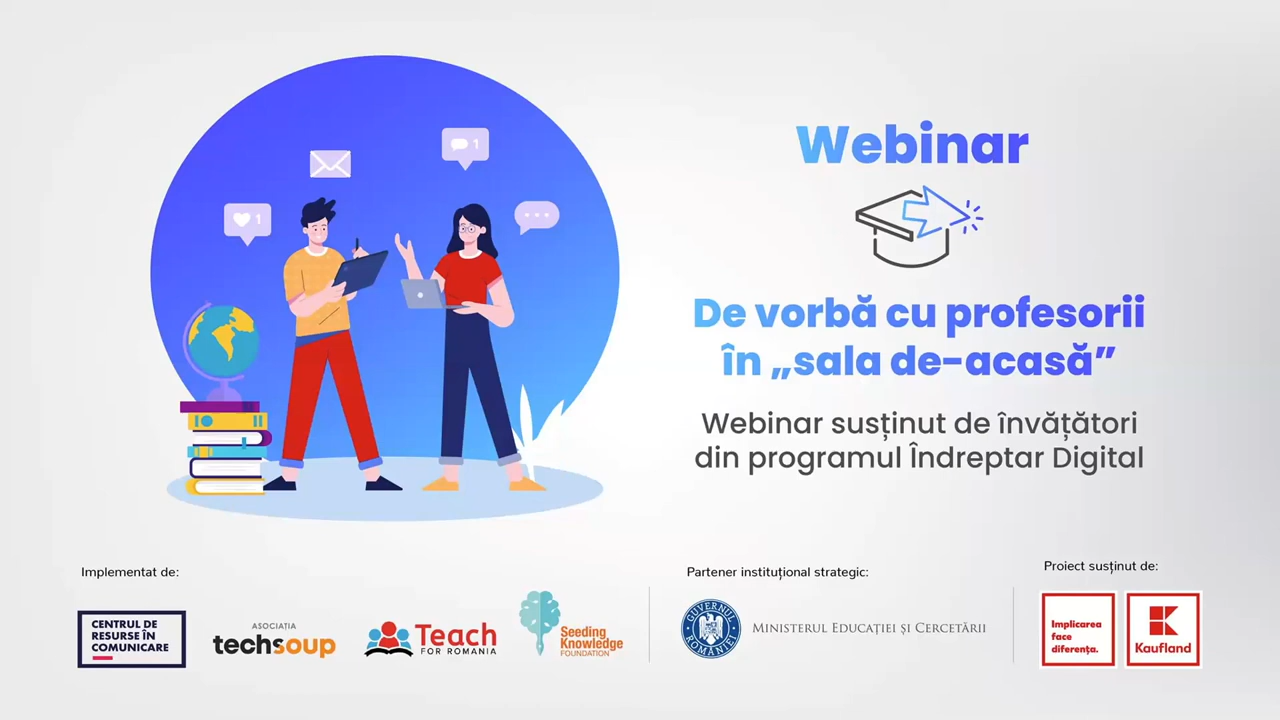 1
1
Webinar
De vorbă cu profesorii
în „sala de-acasă”
Webinar susținut de învățători
din programul Îndreptar Digital
Implementat de:
CENTRUL DE
RESURSE ÎN
COMUNICARE
ASOCIAȚIA
techsoup
Teach
FOR ROMANIA
Seeding
Knowledge
FOUNDATION
Partener instituțional strategic:
GUVERNUL ROMÂNIEI
MINISTERUL EDUCAȚIEI ȘI CERCETĂRII
Proiect susținut de:
Implicarea
face
diferența.
Kaufland